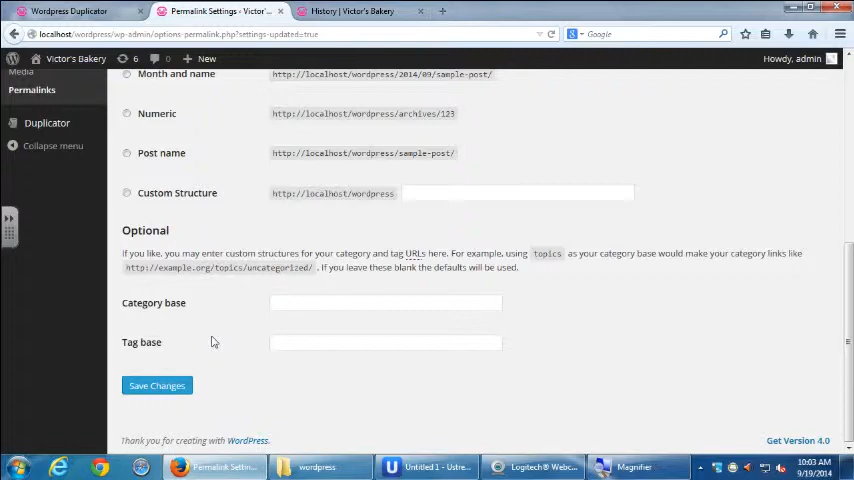 Wordpress Duplicator
Permalink Settings ‹ Victor'...
History | Victor's Bakery
localhost/wordpress/wp-admin/options-permalink.php?settings-updated=true
Google
Victor's Bakery
6
0
New
Howdy, admin
Media
Permalinks
Duplicator
Collapse menu
Month and name
http://localhost/wordpress/2014/09/sample-post/
Numeric
http://localhost/wordpress/archives/123
Post name
http://localhost/wordpress/sample-post/
Custom Structure
http://localhost/wordpress
Optional
If you like, you may enter custom structures for your category and tag URLs here. For example, using topics as your category base would make your category links like
http://example.org/topics/uncategorized/ . If you leave these blank the defaults will be used.
Category base
Tag base
Save Changes
Thank you for creating with WordPress.
Get Version 4.0
Permalink Settin...
wordpress
Untitled 1 - Ustre...
Logitech® Webc...
Magnifier
10:03 AM
9/19/2014